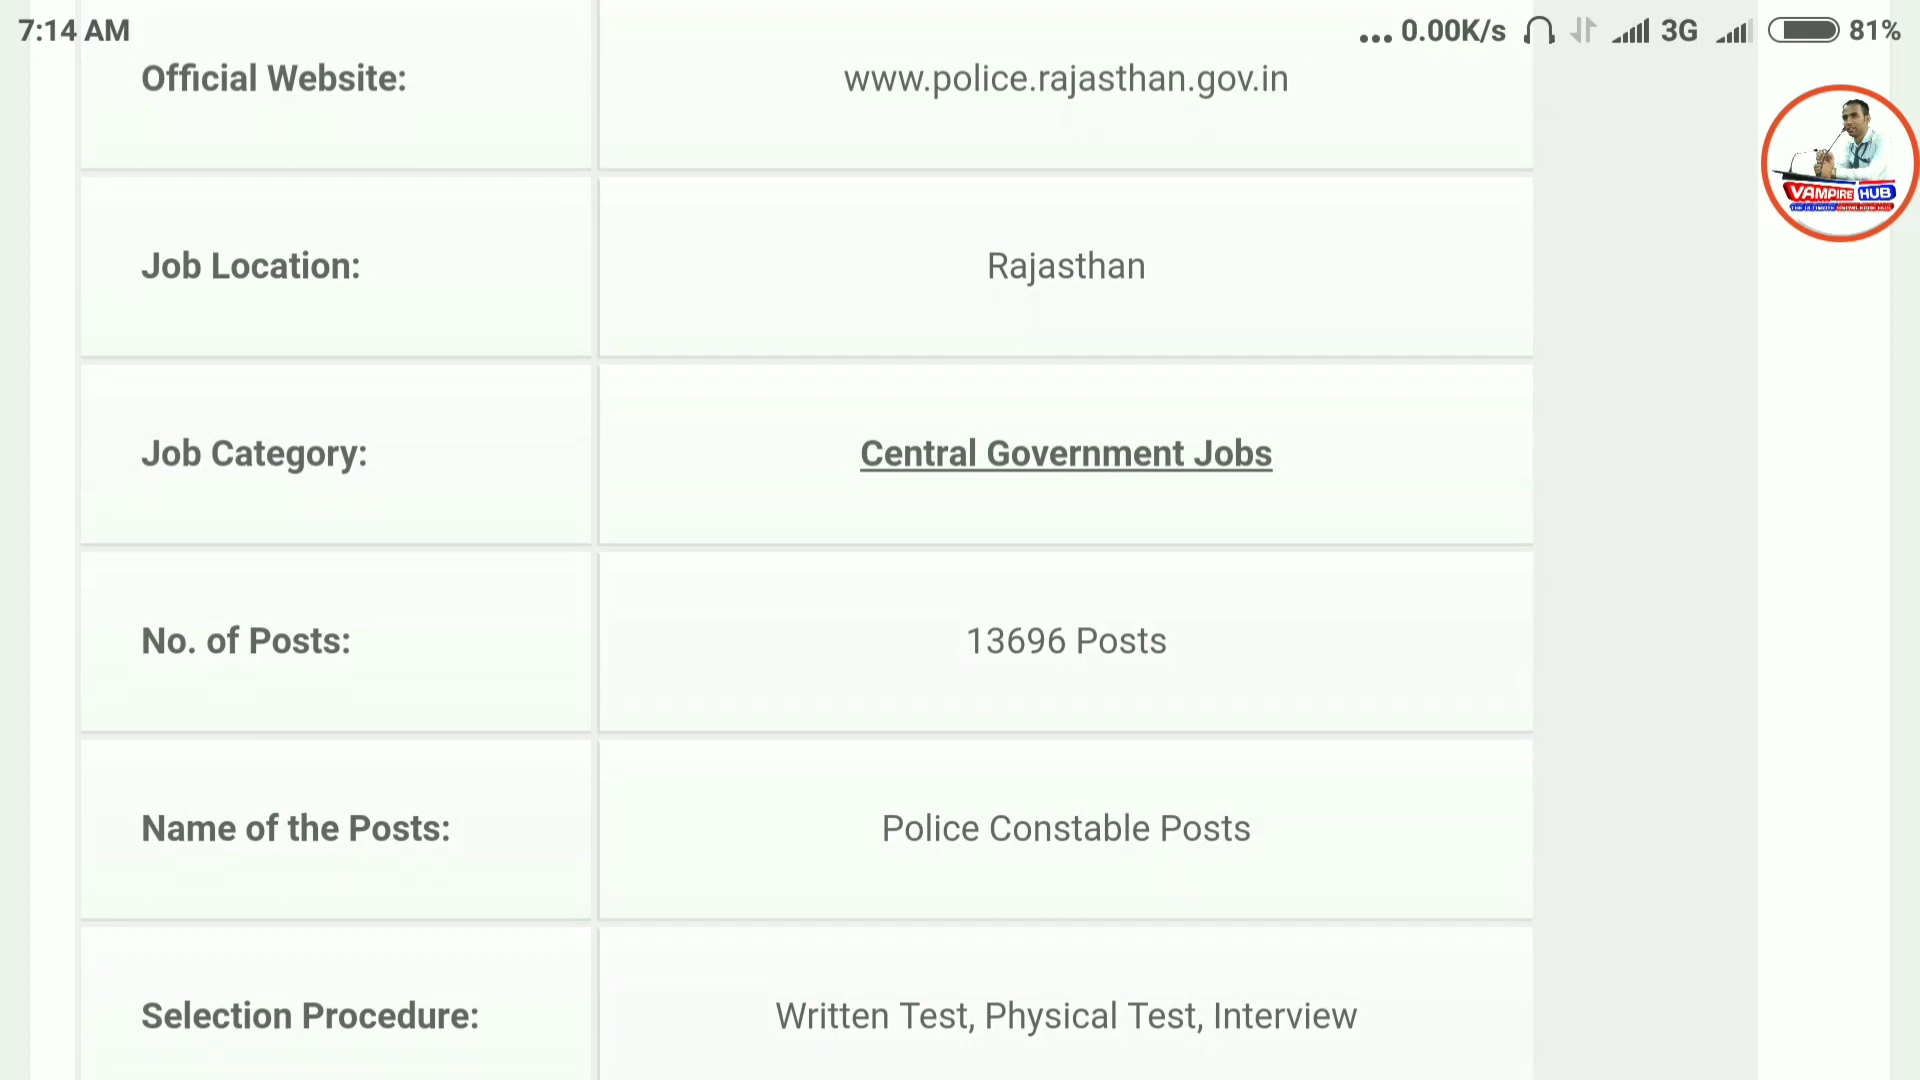 7:14 AM
... 0.00K/s 3G 81%
Official Website: www.police.rajasthan.gov.in
VAMPIRE HUB
Job Location: Rajasthan
Job Category: Central Government Jobs
No. of Posts: 13696 Posts
Name of the Posts: Police Constable Posts
Selection Procedure: Written Test, Physical Test, Interview